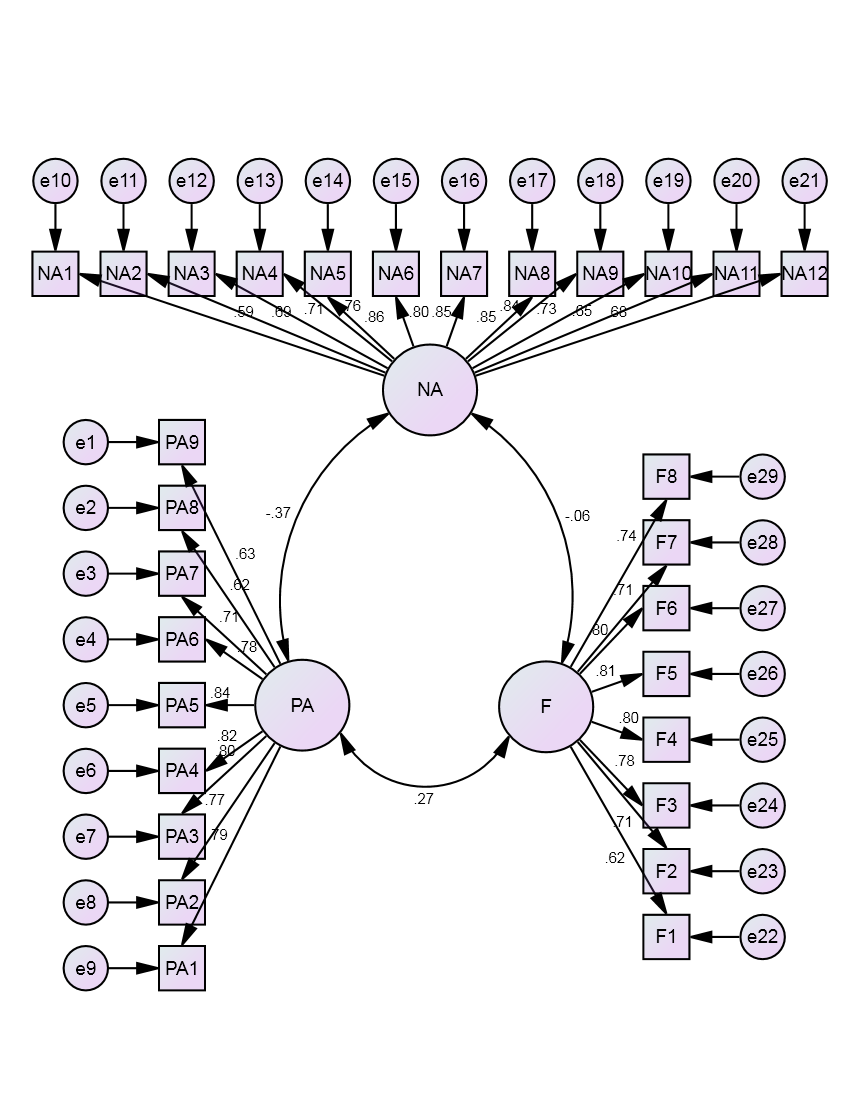 e10 e11 e12 e13 e14 e15 e16 e17 e18 e19 e20 e21
NA1 NA2 NA3 NA4 NA5 NA6 NA7 NA8 NA9 NA10 NA11 NA12
.59 .69 .71 .76 .86 .80 .85 .85 .84 .73 .65 .68
NA
e1 PA9
e2 PA8
e3 PA7
e4 PA6
e5 PA5
e6 PA4
e7 PA3
e8 PA2
e9 PA1
-.37
.63
.62
.71
.78
.84
.82
.80
.77
.79
PA
.27
F
-.06
.74
.71
.80
.81
.80
.78
.71
.62
F8 e29
F7 e28
F6 e27
F5 e26
F4 e25
F3 e24
F2 e23
F1 e22